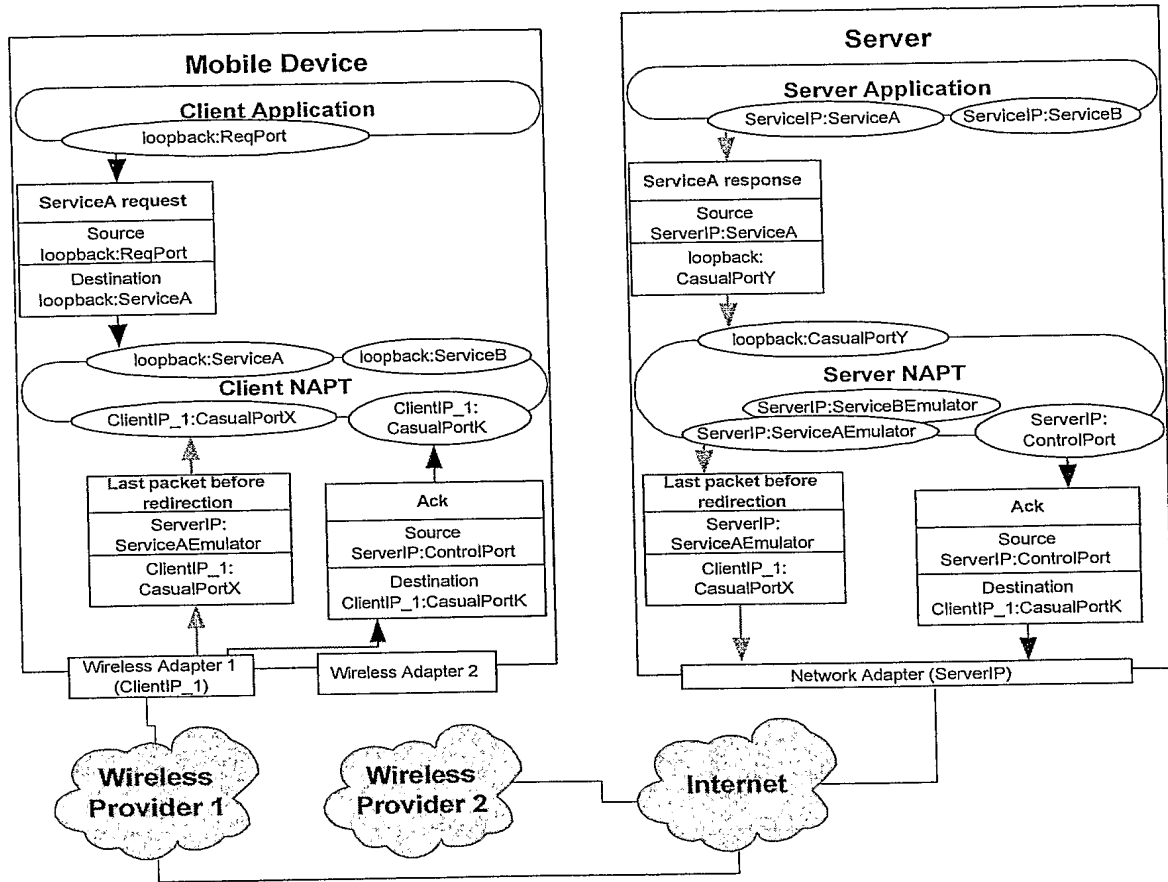 Mobile Device
Client Application
loopback:ReqPort
ServiceA request
Source
loopback:ReqPort
Destination
loopback:ServiceA
loopback:ServiceA
loopback:ServiceB
Client NAPT
ClientIP_1:CasualPortX
ClientIP_1:
CasualPortK
Last packet before
redirection
ServerIP:
ServiceAEmulator
ClientIP_1:
CasualPortX
Ack
Source
ServerIP:ControlPort
Destination
ClientIP_1:CasualPortK
Wireless Adapter 1
(ClientIP_1)
Wireless Adapter 2
Server
Server Application
ServiceIP:ServiceA
ServiceIP:ServiceB
ServiceA response
Source
ServerIP:ServiceA
loopback:
CasualPortY
loopback:CasualPortY
Server NAPT
ServerIP:ServiceBEmulator
ServerIP:ServiceAEmulator
ServerIP:
ControlPort
Last packet before
redirection
ServerIP:
ServiceAEmulator
ClientIP_1:
CasualPortX
Ack
Source
ServerIP:ControlPort
Destination
ClientIP_1:CasualPortK
Network Adapter (ServerIP)
Wireless
Provider 1
Wireless
Provider 2
Internet